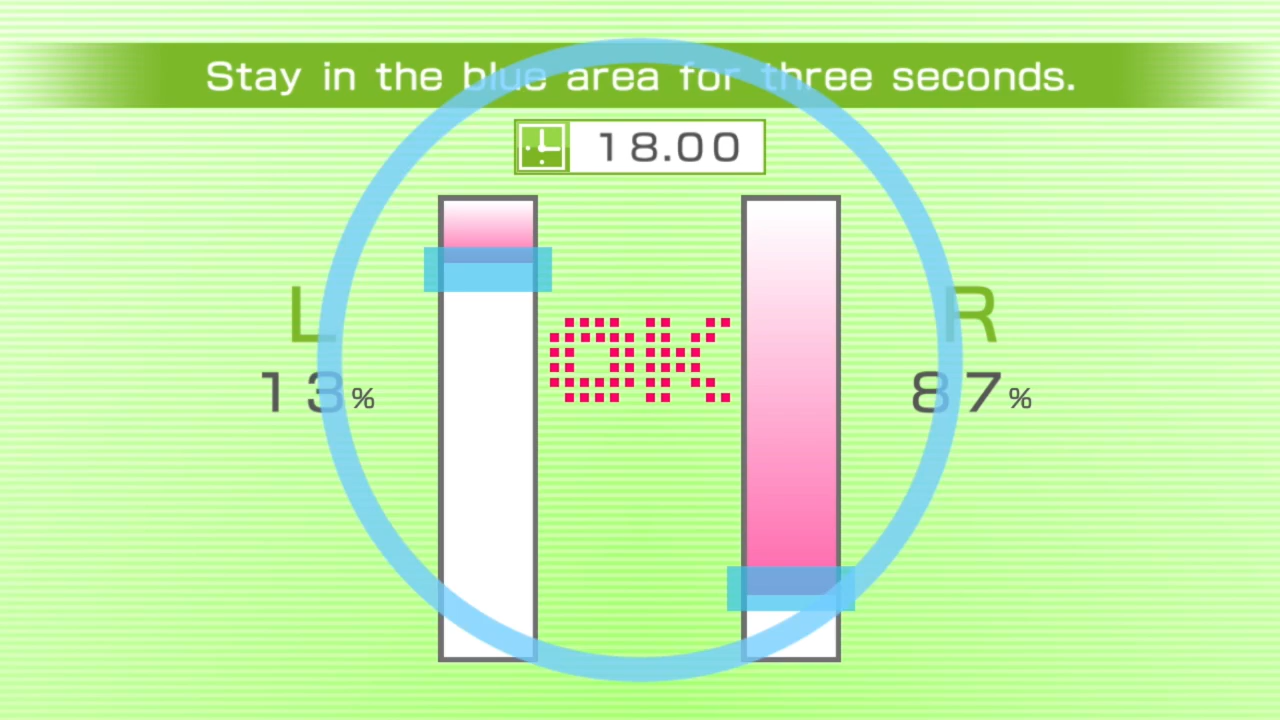 Stay in the blue area for three seconds.
18.00
L
R
OK
13%
87%